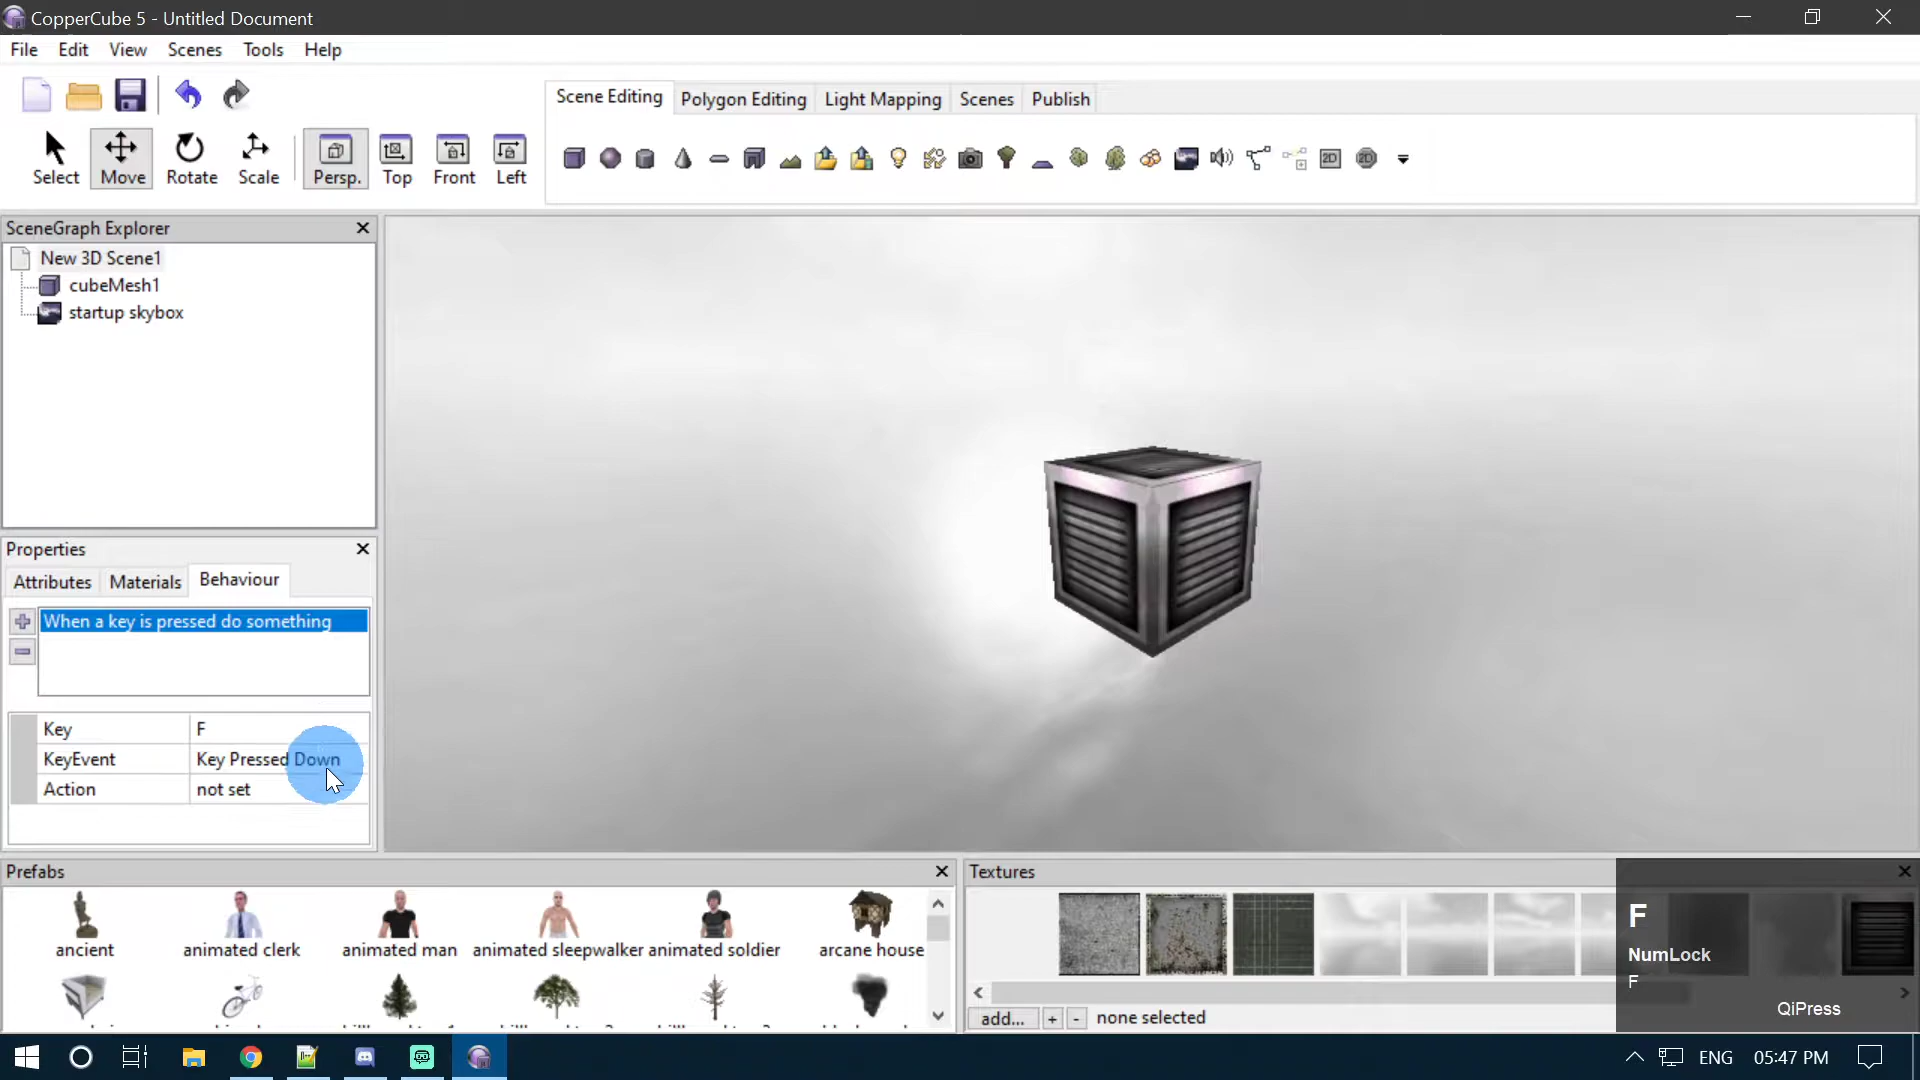 CopperCube 5 - Untitled Document
File Edit View Scenes Tools Help
Scene Editing Polygon Editing Light Mapping Scenes Publish
Select Move Rotate Scale Persp. Top Front Left
2D 2D
SceneGraph Explorer
New 3D Scene1
cubeMesh1
startup skybox
Properties
Attributes Materials Behaviour
When a key is pressed do something
Key F
KeyEvent Key Pressed Down
Action not set
Prefabs
ancient animated clerk animated man animated sleepwalker animated soldier arcane house
Textures
add... + - none selected
F
NumLock
F
QiPress
ENG 05:47 PM